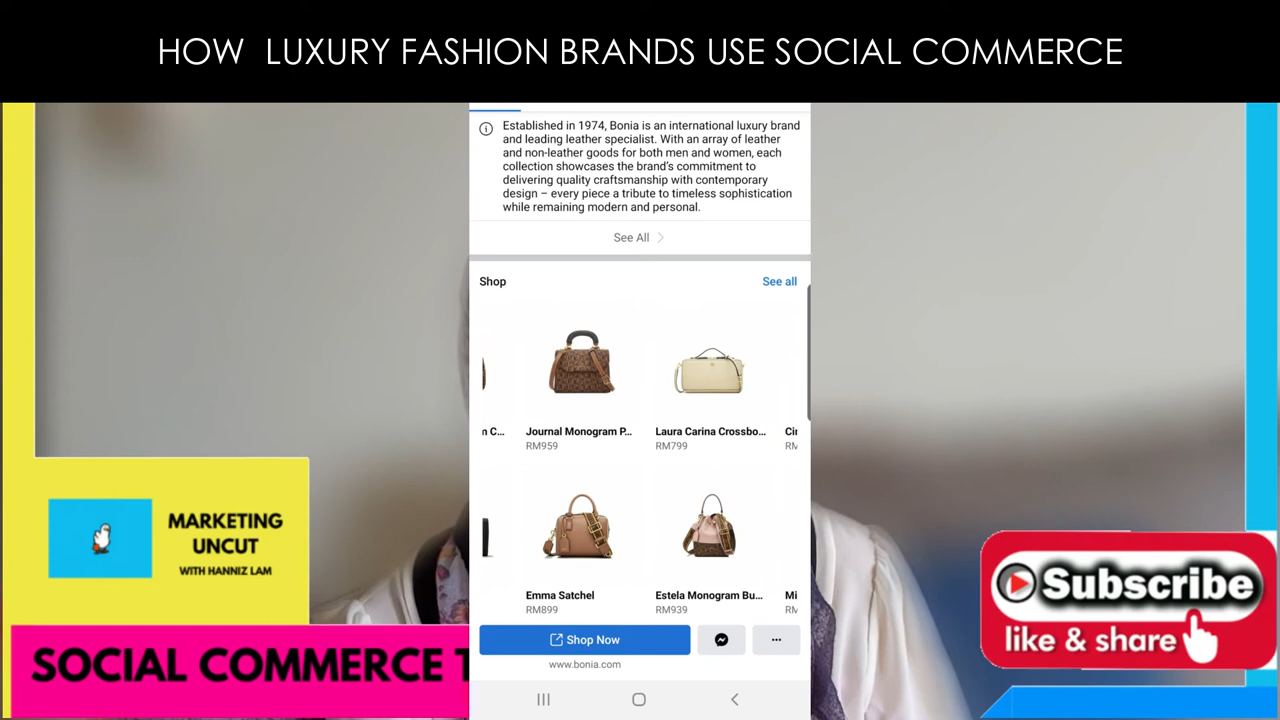 HOW LUXURY FASHION BRANDS USE SOCIAL COMMERCE
Established in 1974, Bonia is an international luxury brand
and leading leather specialist. With an array of leather
and non-leather goods for both men and women, each
collection showcases the brand's commitment to
delivering quality craftsmanship with contemporary
design – every piece a tribute to timeless sophistication
while remaining modern and personal.
See All
Shop
See all
m C...
Journal Monogram P...
Laura Carina Crossbo...
Cir
RM959
RM799
RM
Emma Satchel
Estela Monogram Bu...
Mi
RM899
RM939
RM
Shop Now
www.bonia.com
MARKETING
UNCUT
WITH HANNIZ LAM
SOCIAL COMMERCE T
Subscribe
like & share